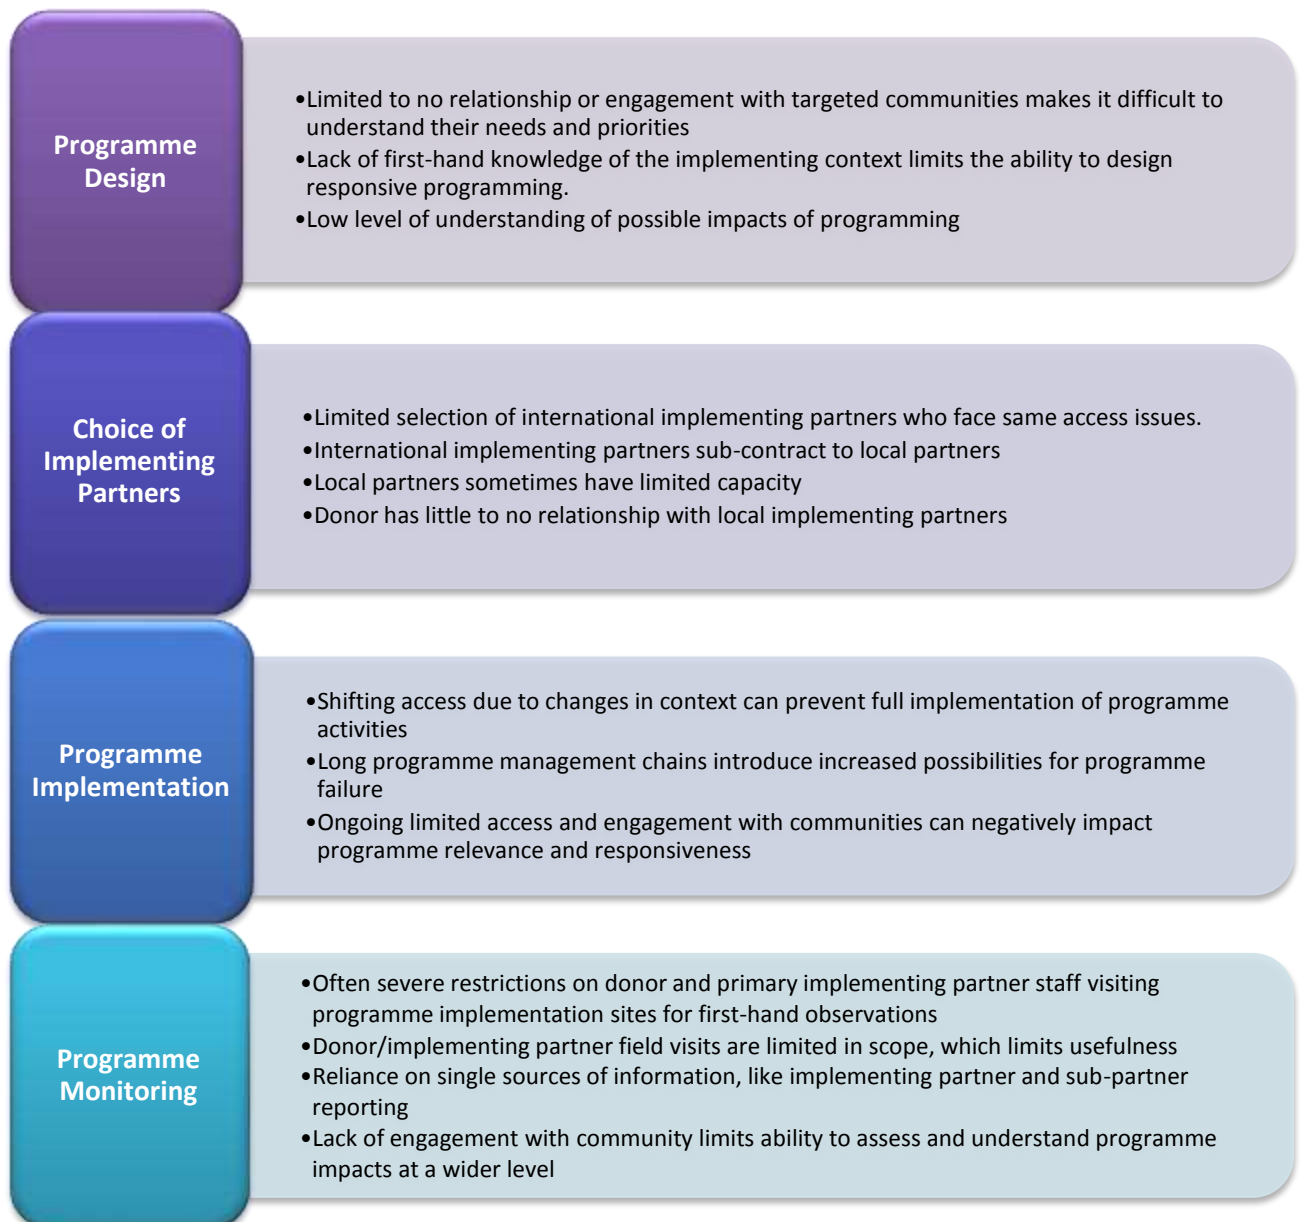 Programme
Design
•Limited to no relationship or engagement with targeted communities makes it difficult to
understand their needs and priorities
•Lack of first-hand knowledge of the implementing context limits the ability to design
responsive programming.
•Low level of understanding of possible impacts of programming
Choice of
Implementing
Partners
•Limited selection of international implementing partners who face same access issues.
•International implementing partners sub-contract to local partners
•Local partners sometimes have limited capacity
•Donor has little to no relationship with local implementing partners
Programme
Implementation
•Shifting access due to changes in context can prevent full implementation of programme
activities
•Long programme management chains introduce increased possibilities for programme
failure
•Ongoing limited access and engagement with communities can negatively impact
programme relevance and responsiveness
Programme
Monitoring
•Often severe restrictions on donor and primary implementing partner staff visiting
programme implementation sites for first-hand observations
•Donor/implementing partner field visits are limited in scope, which limits usefulness
•Reliance on single sources of information, like implementing partner and sub-partner
reporting
•Lack of engagement with community limits ability to assess and understand programme
impacts at a wider level